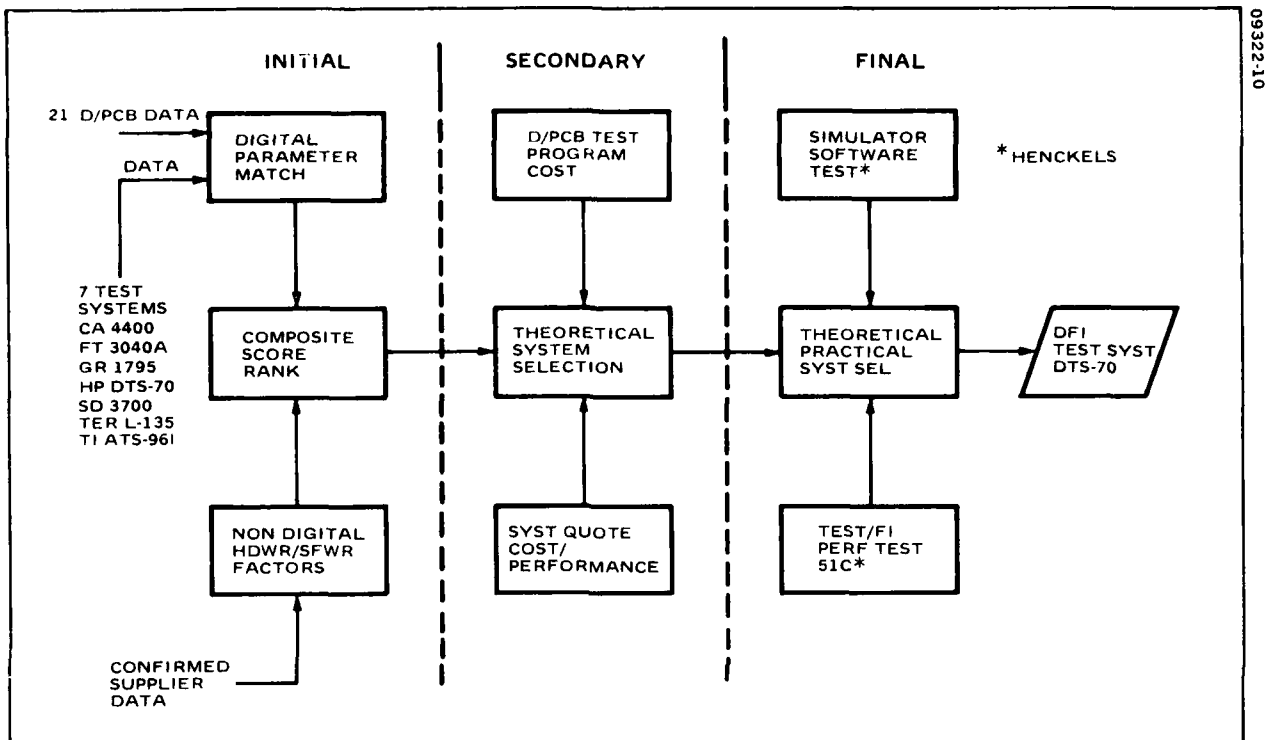 09322-10
INITIAL
SECONDARY
FINAL
21 D/PCB DATA
DATA
DIGITAL
PARAMETER
MATCH
7 TEST
SYSTEMS
CA 4400
FT 3040A
GR 1795
HP DTS-70
SD 3700
TER L-135
TI ATS-961
COMPOSITE
SCORE
RANK
NON DIGITAL
HDWR/SFWR
FACTORS
CONFIRMED
SUPPLIER
DATA
D/PCB TEST
PROGRAM
COST
THEORETICAL
SYSTEM
SELECTION
SYST QUOTE
COST/
PERFORMANCE
SIMULATOR
SOFTWARE
TEST*
*HENCKELS
THEORETICAL
PRACTICAL
SYST SEL
TEST/FI
PERF TEST
51C*
DFI
TEST SYST
DTS-70